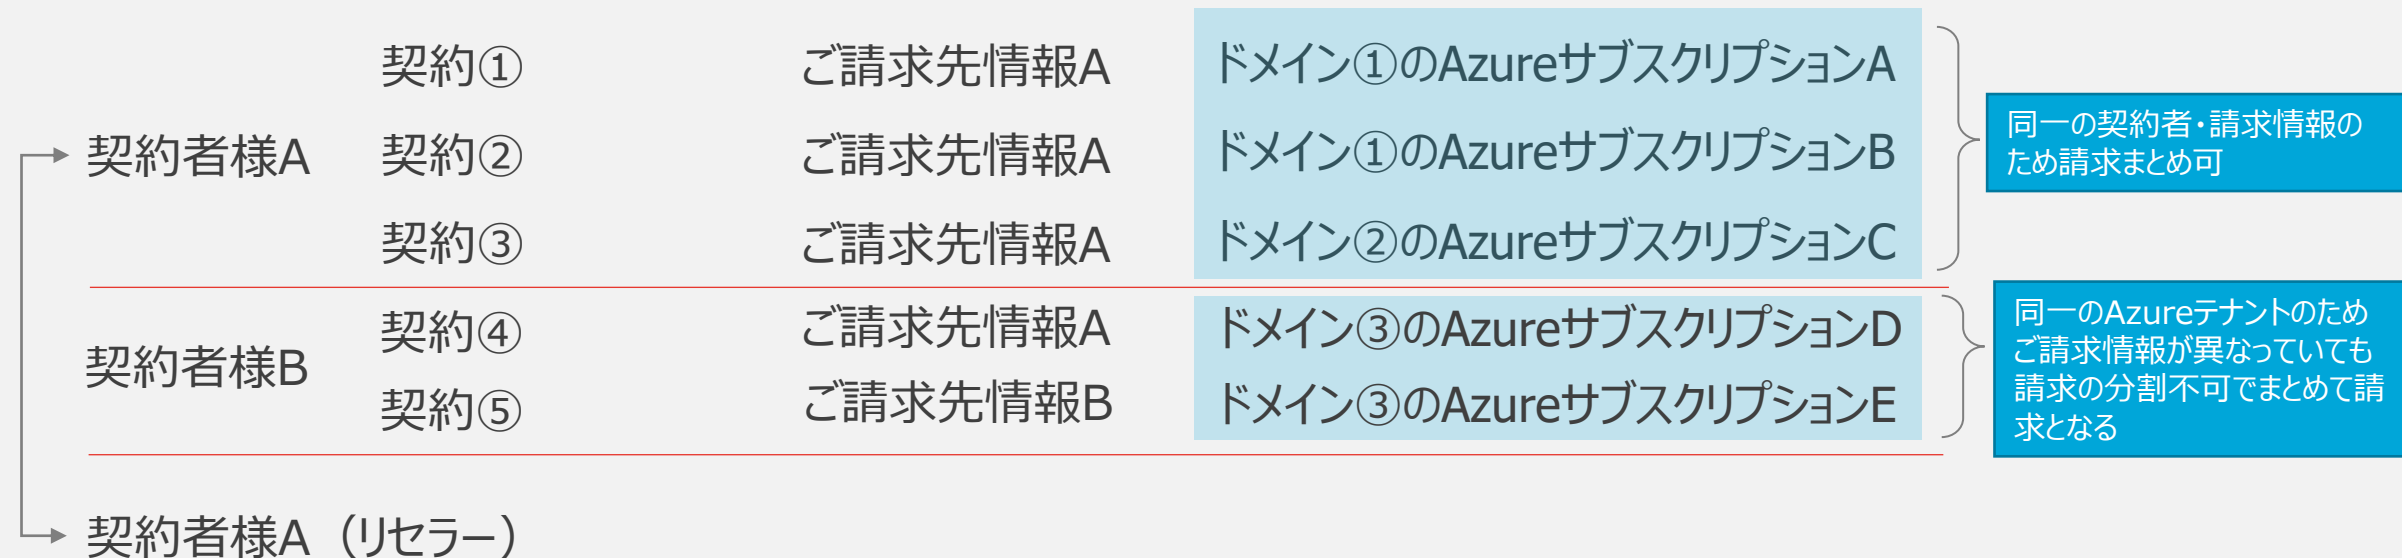 契約① ご請求先情報A ドメイン①のAzureサブスクリプションA
契約者様A 契約② ご請求先情報A ドメイン①のAzureサブスクリプションB
契約③ ご請求先情報A ドメイン②のAzureサブスクリプションC
同一の契約者・請求情報の
ため請求まとめ可
契約者様B
契約④ ご請求先情報A ドメイン③のAzureサブスクリプションD
契約⑤ ご請求先情報B ドメイン③のAzureサブスクリプションE
同一のAzureテナントのため
ご請求情報が異なっていても
請求の分割不可でまとめて請
求となる
契約者様A（リセラー）